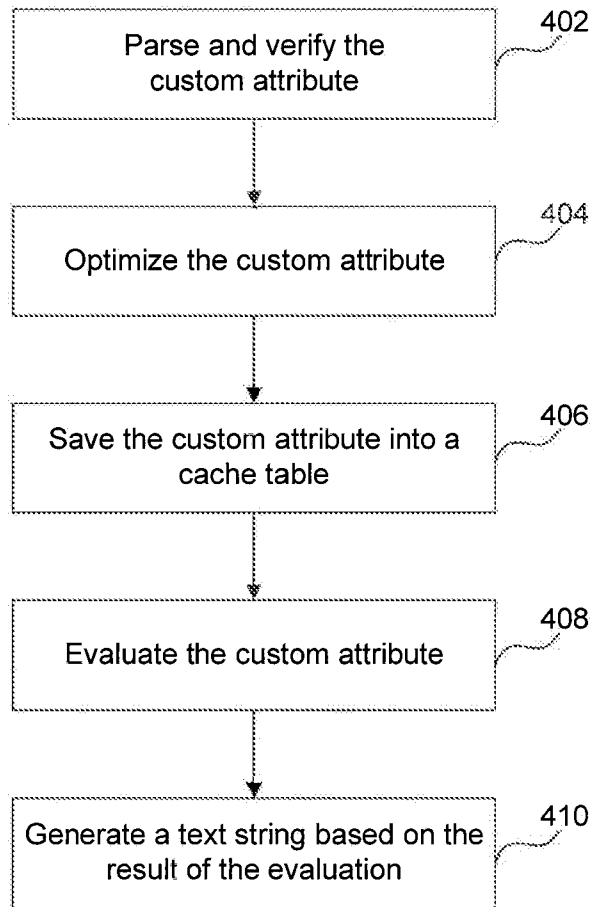 402
Parse and verify the
custom attribute
404
Optimize the custom attribute
406
Save the custom attribute into a
cache table
408
Evaluate the custom attribute
410
Generate a text string based on the
result of the evaluation